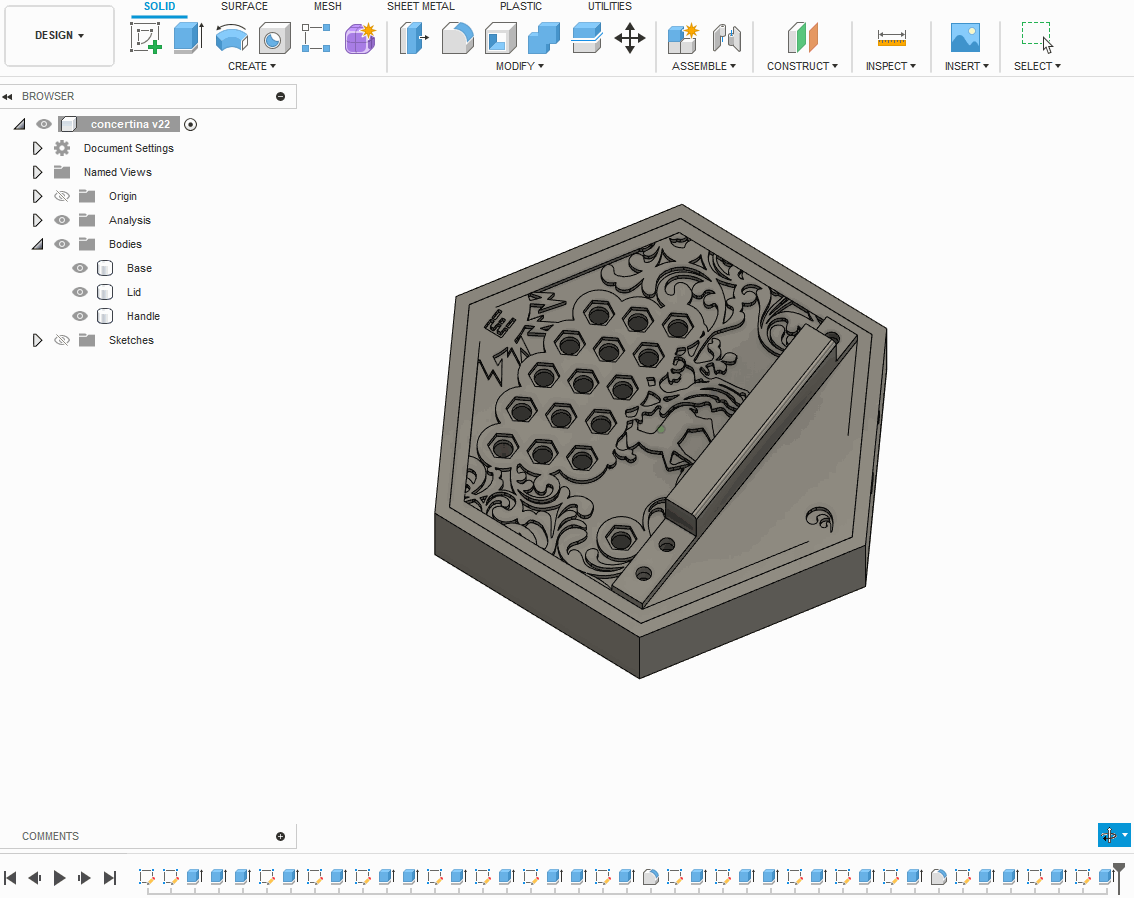 SOLID SURFACE MESH SHEET METAL PLASTIC UTILITIES
DESIGN
CREATE MODIFY ASSEMBLE CONSTRUCT INSPECT INSERT SELECT
BROWSER
concertina v22
Document Settings
Named Views
Origin
Analysis
Bodies
Base
Lid
Handle
Sketches
COMMENTS